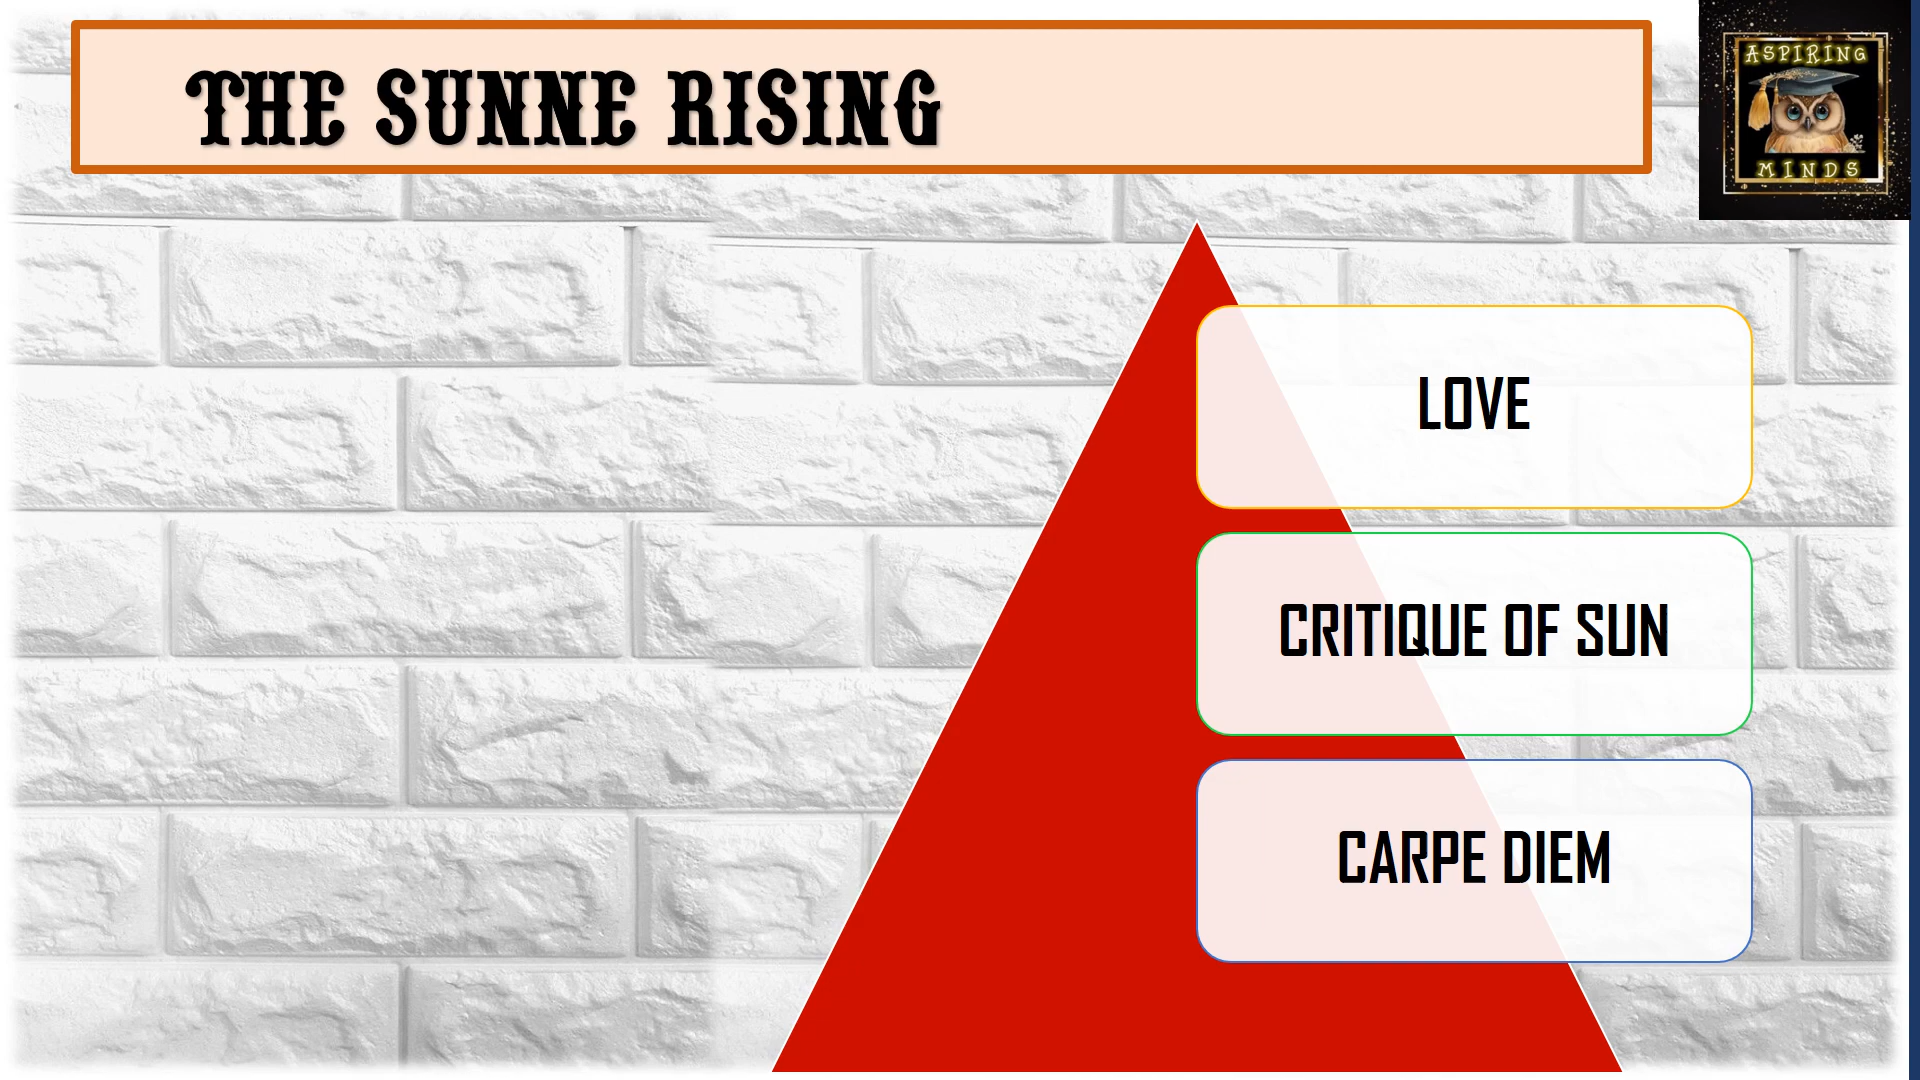 THE SUNNE RISING
ASPIRING
MINDS
LOVE
CRITIQUE OF SUN
CARPE DIEM